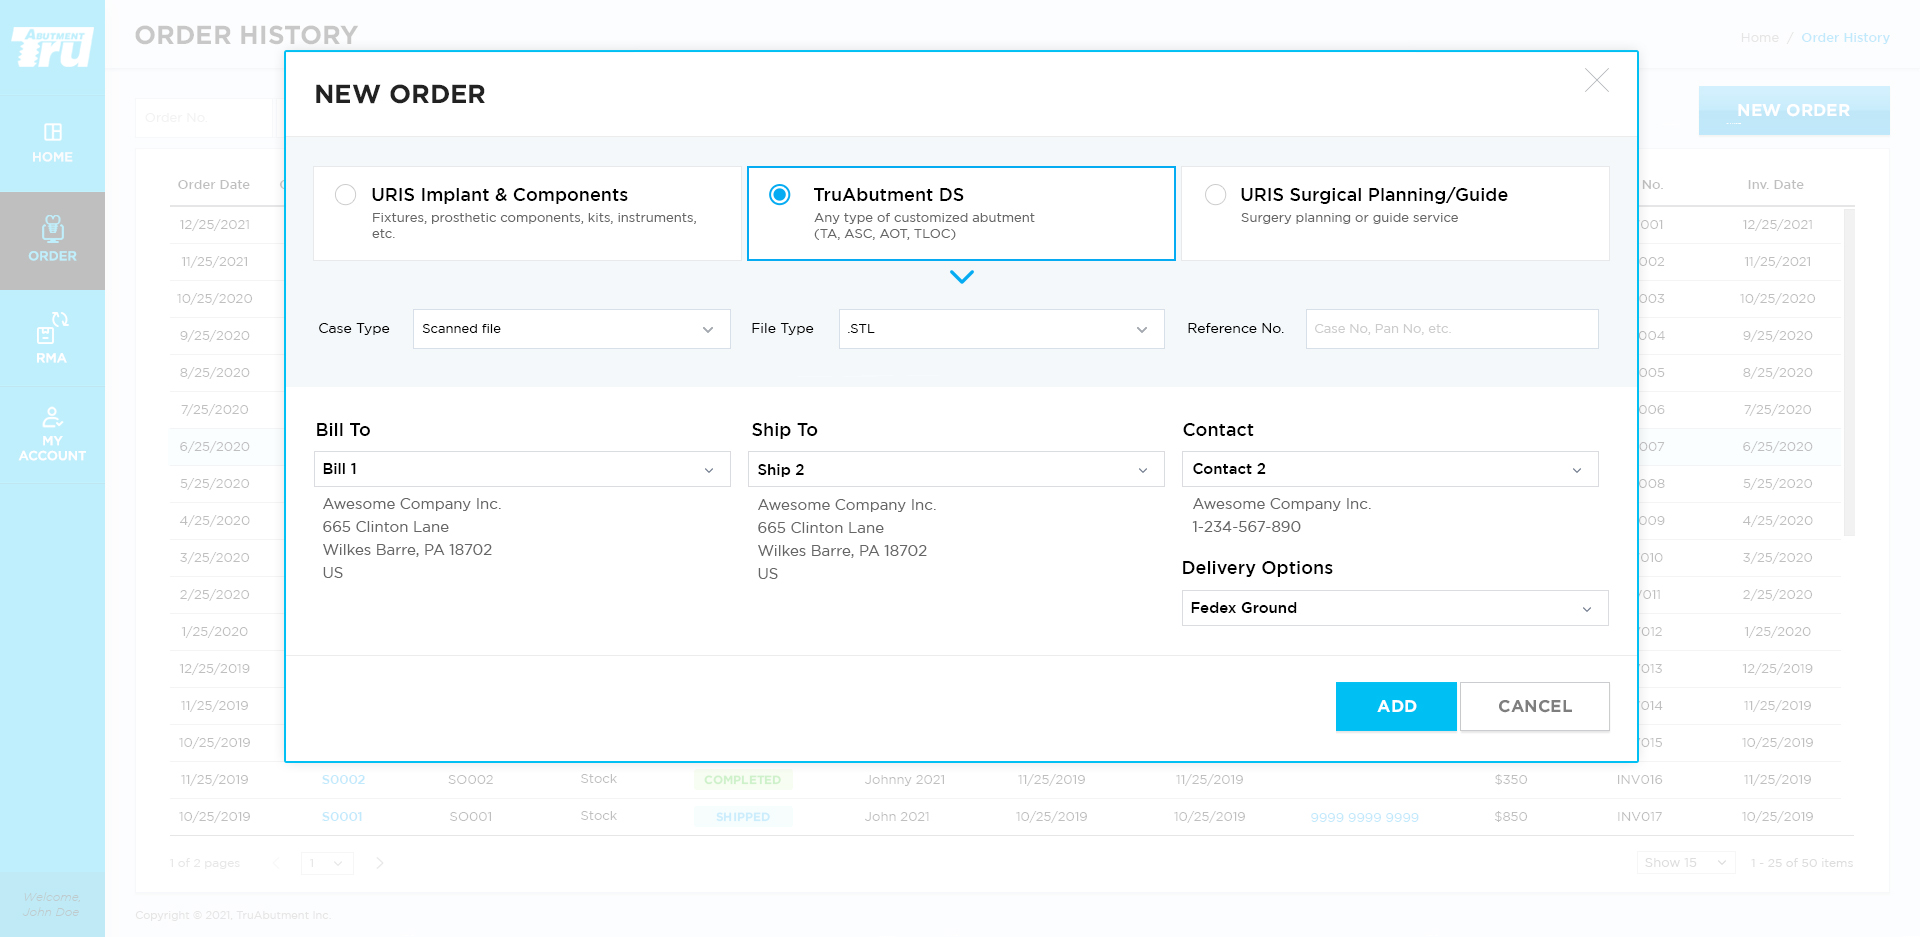 ABUTMENT
Tru
HOME
ORDER
RMA
MY
ACCOUNT
Welcome,
John Doe
ORDER HISTORY
Home / Order History
Order No
NEW ORDER
Order Date
No.
Inv. Date
12/25/2021
001
12/25/2021
11/25/2021
002
11/25/2021
10/25/2020
003
10/25/2020
9/25/2020
004
9/25/2020
8/25/2020
005
8/25/2020
7/25/2020
006
7/25/2020
6/25/2020
007
6/25/2020
5/25/2020
008
5/25/2020
4/25/2020
009
4/25/2020
3/25/2020
010
3/25/2020
2/25/2020
011
2/25/2020
1/25/2020
012
1/25/2020
12/25/2019
013
12/25/2019
11/25/2019
014
11/25/2019
10/25/2019
015
10/25/2019
11/25/2019 S0002 SO002 Stock COMPLETED Johnny 2021 11/25/2019 11/25/2019 $350 INV016 11/25/2019
10/25/2019 S0001 SO001 Stock SHIPPED John 2021 10/25/2019 10/25/2019 9999 9999 9999 $850 INV017 10/25/2019
1 of 2 pages
1
Show 15
1 - 25 of 50 items
Copyright © 2021, TruAbutment Inc.
NEW ORDER
URIS Implant & Components
Fixtures, prosthetic components, kits, instruments,
etc.
TruAbutment DS
Any type of customized abutment
(TA, ASC, AOT, TLOC)
URIS Surgical Planning/Guide
Surgery planning or guide service
Case Type
Scanned file
File Type
.STL
Reference No.
Case No, Pan No, etc.
Bill To
Bill 1
Awesome Company Inc.
665 Clinton Lane
Wilkes Barre, PA 18702
US
Ship To
Ship 2
Awesome Company Inc.
665 Clinton Lane
Wilkes Barre, PA 18702
US
Contact
Contact 2
Awesome Company Inc.
1-234-567-890
Delivery Options
Fedex Ground
ADD
CANCEL